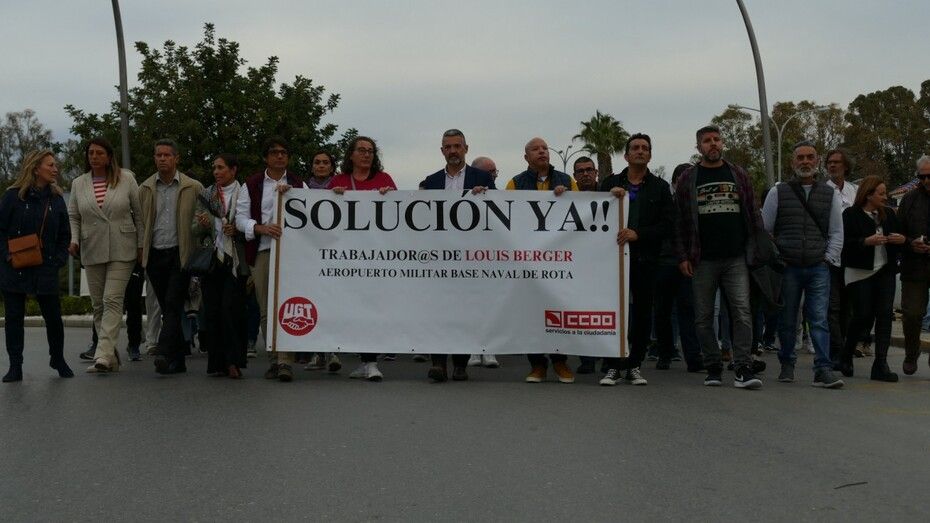 SOLUCIÓN YA!!
TRABAJADOR@S DE LOUIS BERGER
AEROPUERTO MILITAR BASE NAVAL DE ROTA
UGT
CCOO
servicios a la ciudadanía